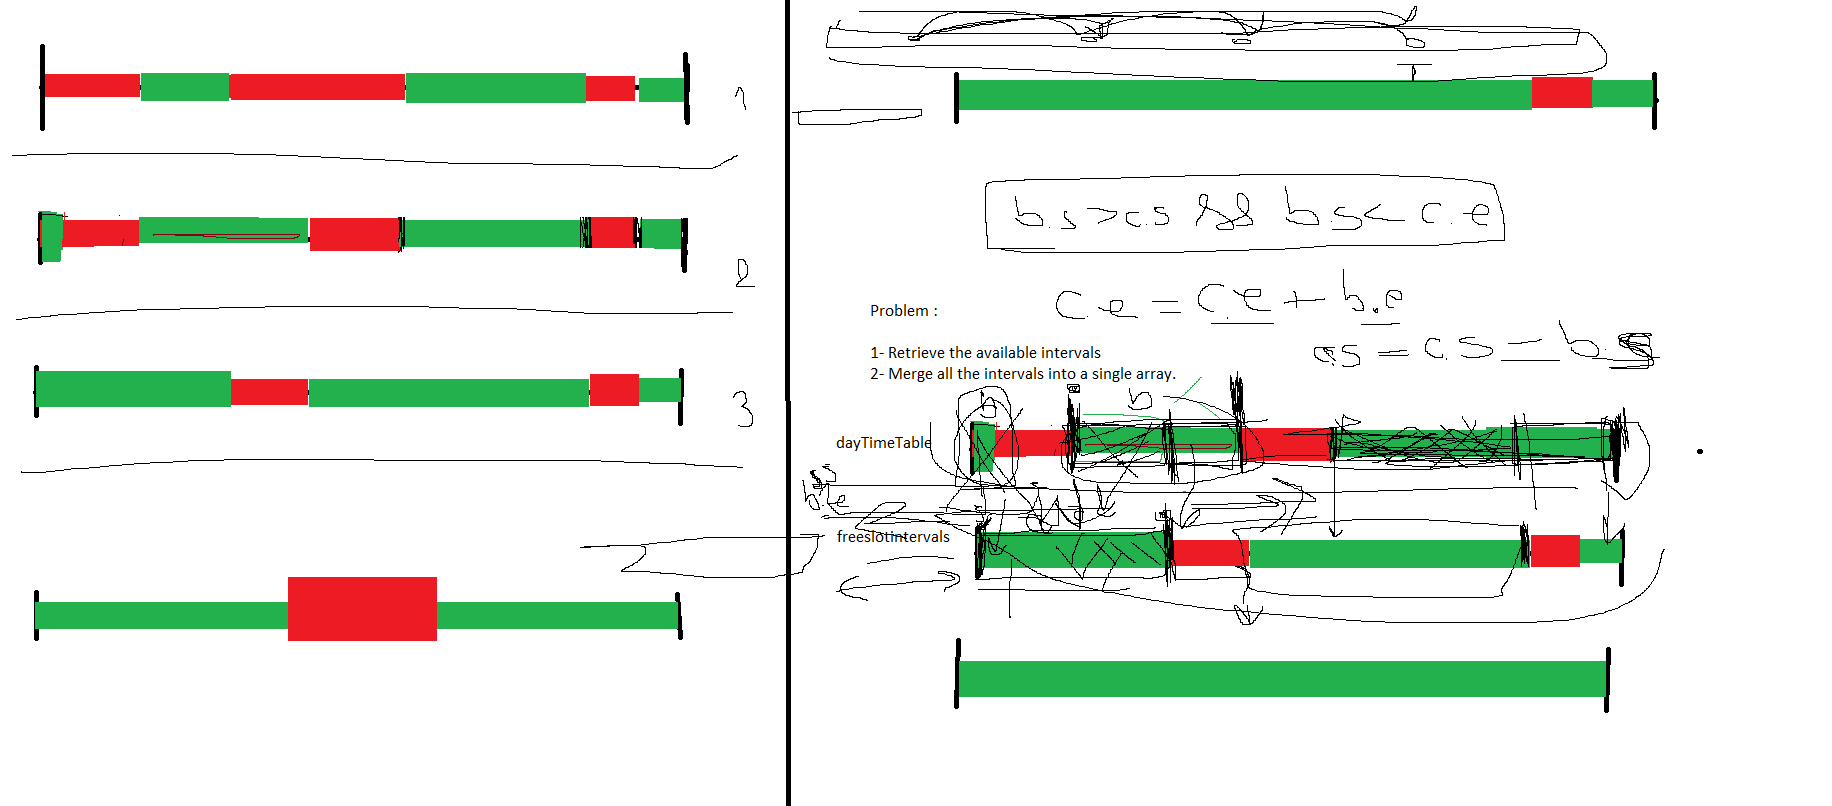 1
2
3
b.s>c.s && b.s<= c.e
c.e = c.e + b.e
Problem :
c.s = c.s - b.s
1- Retrieve the available intervals
2- Merge all the intervals into a single array.
b
b
dayTimeTable
b.s
b.e
freeslotintervals